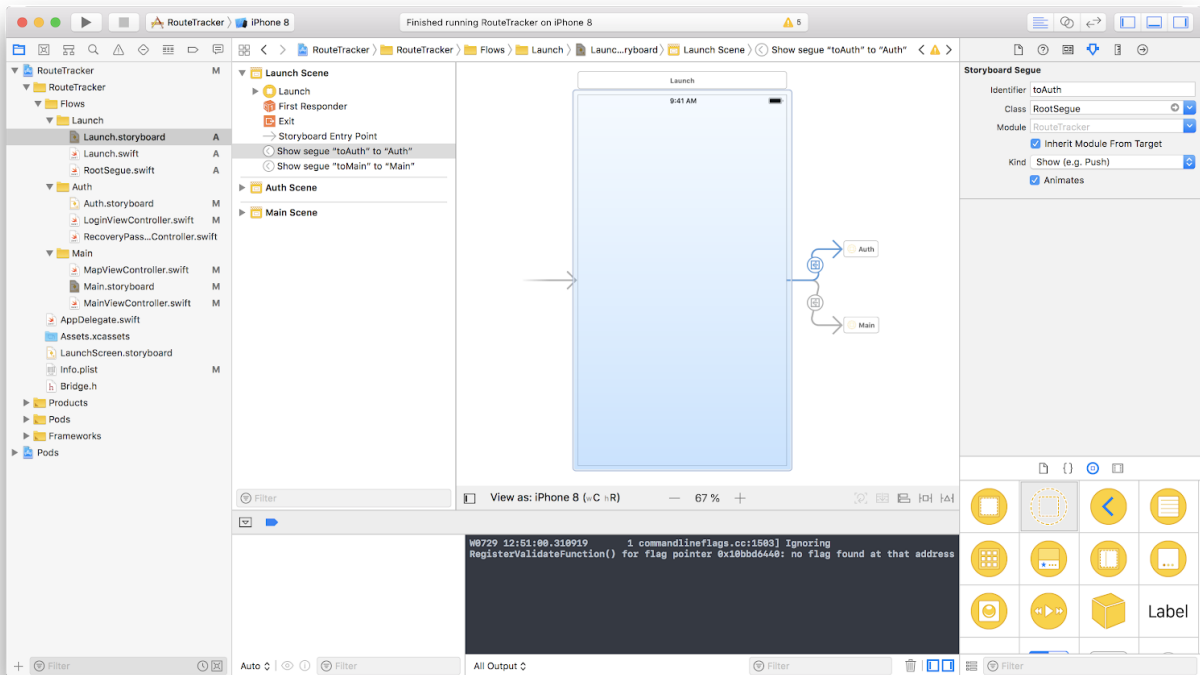 RouteTracker iPhone 8
Finished running RouteTracker on iPhone 8
5
RouteTracker RouteTracker Flows Launch Launc...ryboard Launch Scene Show segue "toAuth" to "Auth"
RouteTracker M
RouteTracker
Flows
Launch
Launch.storyboard A
Launch.swift A
RootSegue.swift A
Auth
Auth.storyboard M
LoginViewController.swift M
RecoveryPass...Controller.swift
Main
MapViewController.swift M
Main.storyboard M
MainViewController.swift M
AppDelegate.swift
Assets.xcassets
LaunchScreen.storyboard
Info.plist M
Bridge.h
Products
Pods
Frameworks
Pods
Filter
Launch Scene
Launch
First Responder
Exit
Storyboard Entry Point
Show segue "toAuth" to "Auth"
Show segue "toMain" to "Main"
Auth Scene
Main Scene
Filter
Launch
9:41 AM
Auth
Main
View as: iPhone 8 (wC hR)
67 %
W0729 12:51:00.310919 1 commandlineflags.cc:1503] Ignoring
RegisterValidateFunction() for flag pointer 0x10bbd6440: no flag found at that address
Auto
Filter
All Output
Filter
Storyboard Segue
Identifier toAuth
Class RootSegue
Module RouteTracker
Inherit Module From Target
Kind Show (e.g. Push)
Animates
{}
Label
Filter